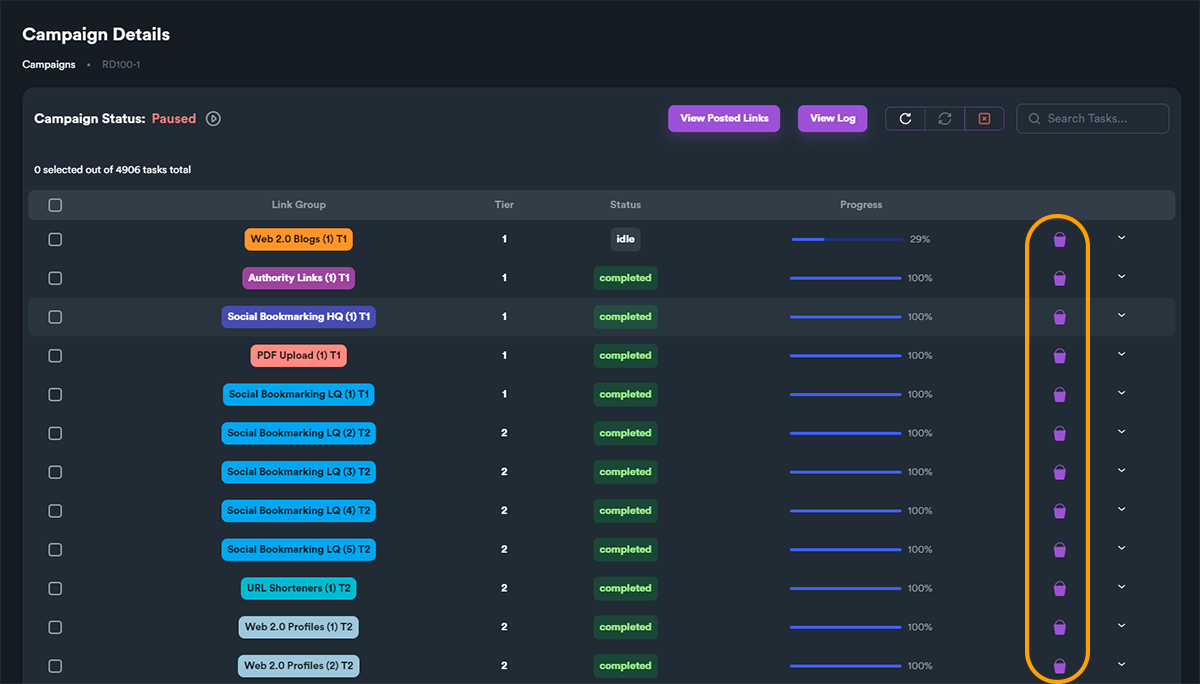 Campaign Details
Campaigns • RD100-1
Campaign Status: Paused View Posted Links View Log Search Tasks...
0 selected out of 4906 tasks total
Link Group Tier Status Progress
Web 2.0 Blogs (1) T1 1 idle 29%
Authority Links (1) T1 1 completed 100%
Social Bookmarking HQ (1) T1 1 completed 100%
PDF Upload (1) T1 1 completed 100%
Social Bookmarking LQ (1) T1 1 completed 100%
Social Bookmarking LQ (2) T2 2 completed 100%
Social Bookmarking LQ (3) T2 2 completed 100%
Social Bookmarking LQ (4) T2 2 completed 100%
Social Bookmarking LQ (5) T2 2 completed 100%
URL Shorteners (1) T2 2 completed 100%
Web 2.0 Profiles (1) T2 2 completed 100%
Web 2.0 Profiles (2) T2 2 completed 100%